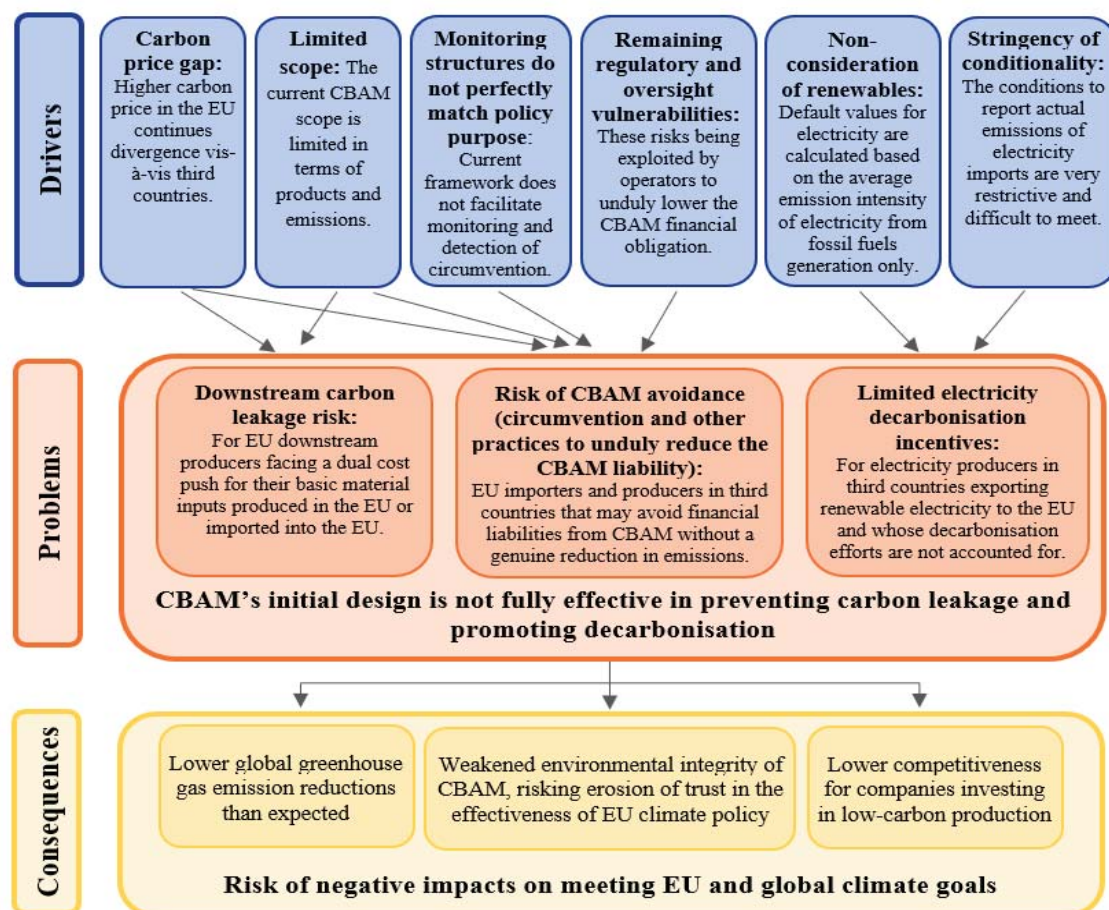 Drivers
Carbon
price gap:
Higher carbon
price in the EU
continues
divergence vis-
à-vis third
countries.
Limited
scope: The
current CBAM
scope is
limited in
terms of
products and
emissions.
Monitoring
structures do
not perfectly
match policy
purpose:
Current
framework does
not facilitate
monitoring and
detection of
circumvention.
Remaining
regulatory and
oversight
vulnerabilities:
These risks being
exploited by
operators to
unduly lower the
CBAM financial
obligation.
Non-
consideration
of renewables:
Default values for
electricity are
calculated based
on the average
emission intensity
of electricity from
fossil fuels
generation only.
Stringency of
conditionality:
The conditions to
report actual
emissions of
electricity
imports are very
restrictive and
difficult to meet.
Problems
Downstream carbon
leakage risk:
For EU downstream
producers facing a dual cost
push for their basic material
inputs produced in the EU or
imported into the EU.
Risk of CBAM avoidance
(circumvention and other
practices to unduly reduce the
CBAM liability):
EU importers and producers in third
countries that may avoid financial
liabilities from CBAM without a
genuine reduction in emissions.
Limited electricity
decarbonisation
incentives:
For electricity producers in
third countries exporting
renewable electricity to the EU
and whose decarbonisation
efforts are not accounted for.
CBAM's initial design is not fully effective in preventing carbon leakage and
promoting decarbonisation
Consequences
Lower global greenhouse
gas emission reductions
than expected
Weakened environmental integrity of
CBAM, risking erosion of trust in the
effectiveness of EU climate policy
Lower competitiveness
for companies investing
in low-carbon production
Risk of negative impacts on meeting EU and global climate goals